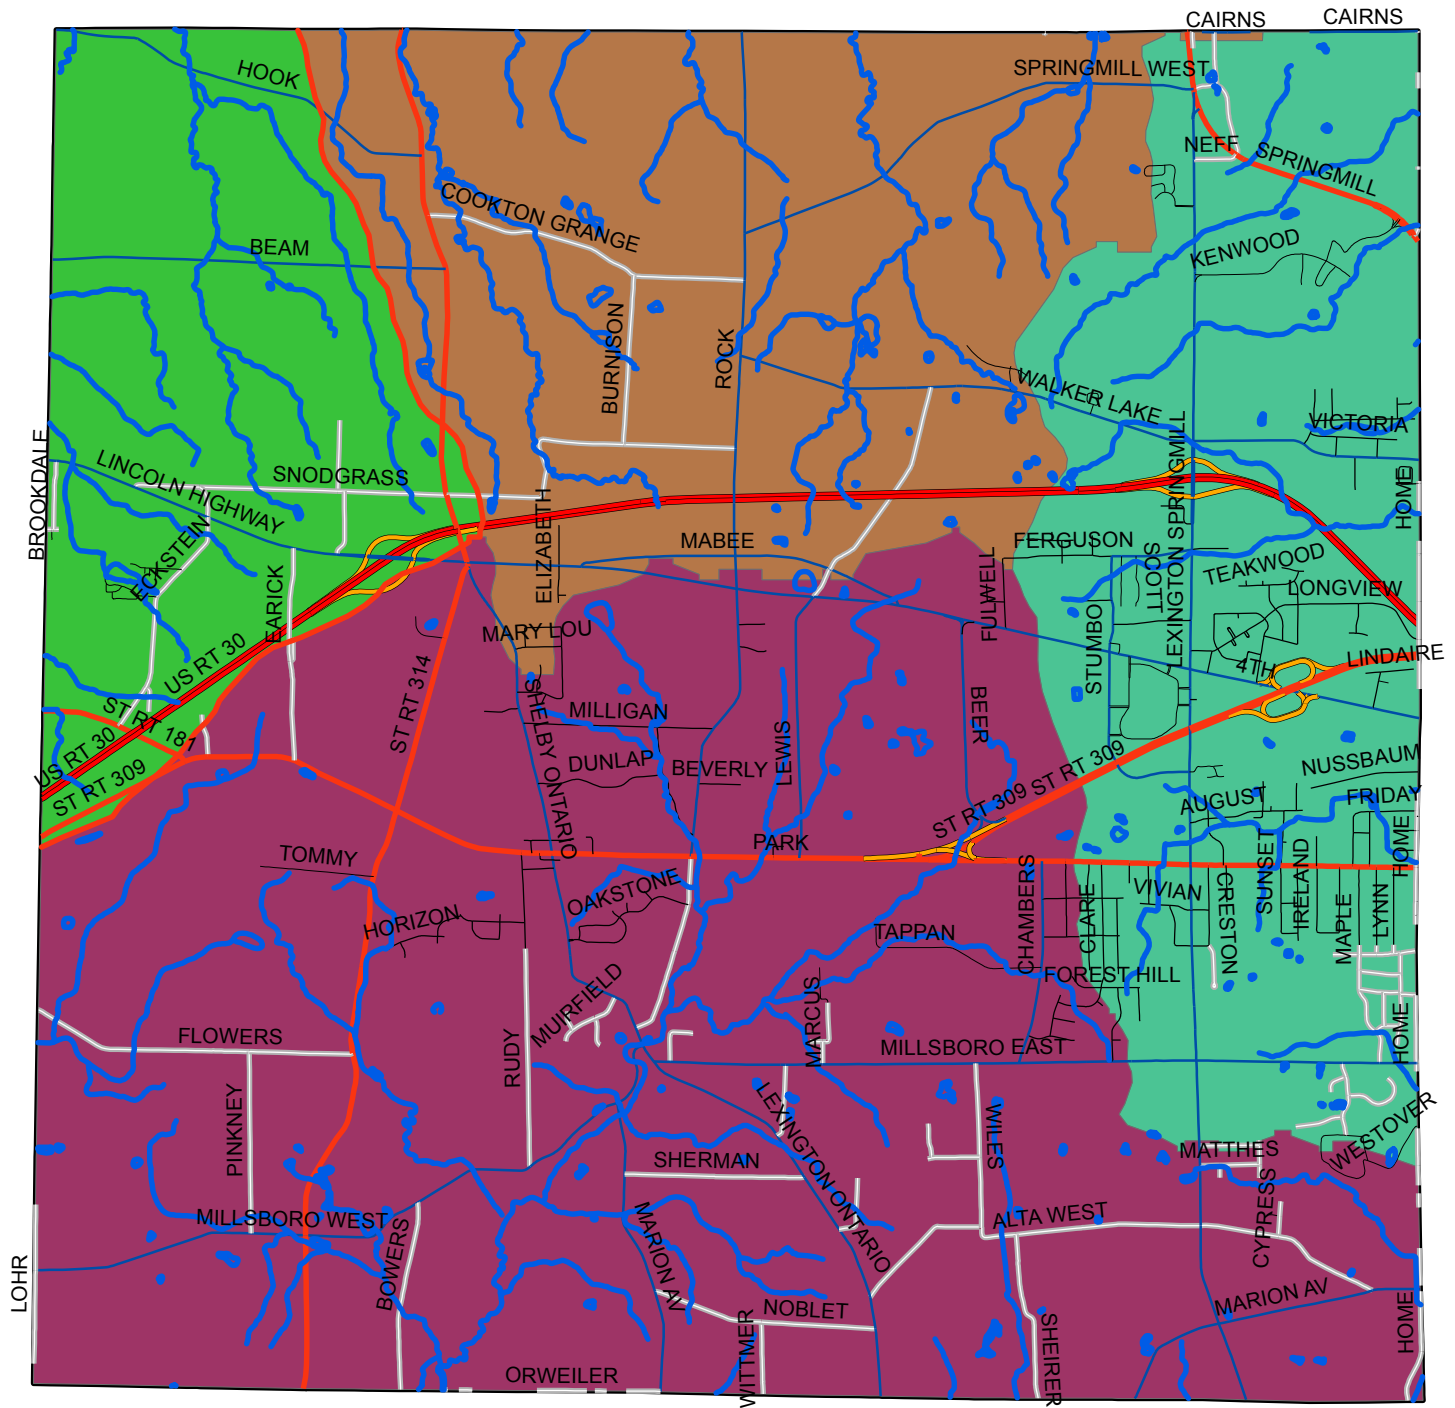 CAIRNS
CAIRNS
HOOK
SPRINGMILL WEST
NEFF
SPRINGMILL
COOKTON GRANGE
BEAM
KENWOOD
BURNISON
ROCK
WALKER LAKE
VICTORIA
BROOKDALE
LINCOLN HIGHWAY
SNODGRASS
LEXINGTON SPRINGMILL
HOME
ECKSTEIN
ELIZABETH
MABEE
FERGUSON
SCOTT
TEAKWOOD
LONGVIEW
EARICK
FULWELL
STUMBO
MARY LOU
US RT 30
4TH
LINDAIRE
ST RT 314
SHELBY ONTARIO
MILLIGAN
BEER
ST RT 181
US RT 30
ST RT 309
DUNLAP
BEVERLY
LEWIS
ST RT 309
ST RT 309
NUSSBAUM
AUGUST
FRIDAY
PARK
TOMMY
HOME
OAKSTONE
CHAMBERS
CLARE
VIVIAN
CRESTON
SUNSET
IRELAND
MAPLE
LYNN
HORIZON
TAPPAN
FOREST HILL
MUIRFIELD
MARCUS
FLOWERS
RUDY
MILLSBORO EAST
HOME
PINKNEY
LEXINGTON ONTARIO
WILES
WESTOVER
SHERMAN
MATTHES
CYPRESS
MILLSBORO WEST
BOWERS
MARION AV
ALTA WEST
LOHR
NOBLET
MARION AV
HOME
WITTMER
SHEIRER
ORWEILER